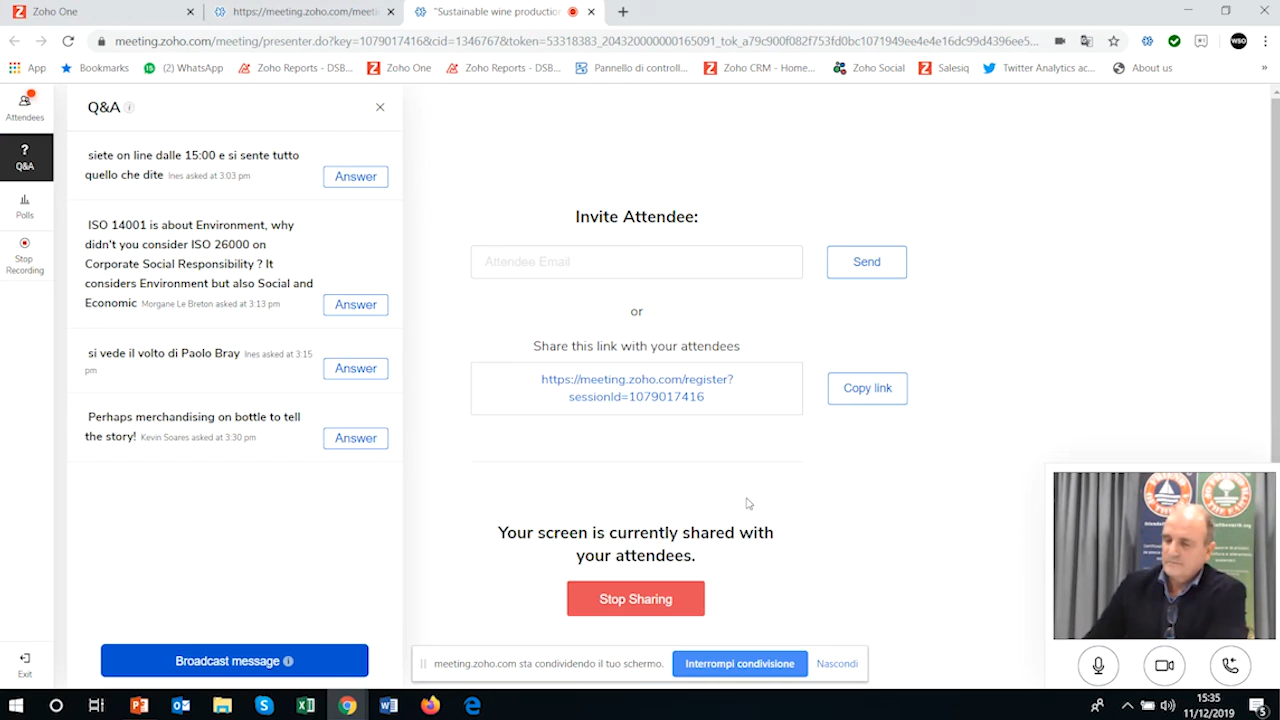 Zoho One
https://meeting.zoho.com/meetin
"Sustainable wine production
meeting.zoho.com/meeting/presenter.do?key=1079017416&cid=1346767&token=53318383_204320000000165091_tok_a79c900f082f753fd0bc1071949ee4e4e16dc99d4396ee5...
App
Bookmarks
(2) WhatsApp
Zoho Reports - DSB...
Zoho One
Zoho Reports - DSB...
Pannello di controll...
Zoho CRM - Home...
Zoho Social
Salesiq
Twitter Analytics ac...
About us
WSO
Attendees
Q&A
Polls
Stop
Recording
Exit
Q&A
siete on line dalle 15:00 e si sente tutto
quello che dite Ines asked at 3:03 pm
Answer
ISO 14001 is about Environment, why
didn't you consider ISO 26000 on
Corporate Social Responsibility ? It
considers Environment but also Social and
Economic Morgane Le Breton asked at 3:13 pm
Answer
si vede il volto di Paolo Bray Ines asked at 3:15
pm
Answer
Perhaps merchandising on bottle to tell
the story! Kevin Soares asked at 3:30 pm
Answer
Broadcast message
Invite Attendee:
Attendee Email
Send
or
Share this link with your attendees
https://meeting.zoho.com/register?
sessionId=1079017416
Copy link
Your screen is currently shared with
your attendees.
Stop Sharing
meeting.zoho.com sta condividendo il tuo schermo.
Interrompi condivisione
Nascondi
15:35
11/12/2019
5